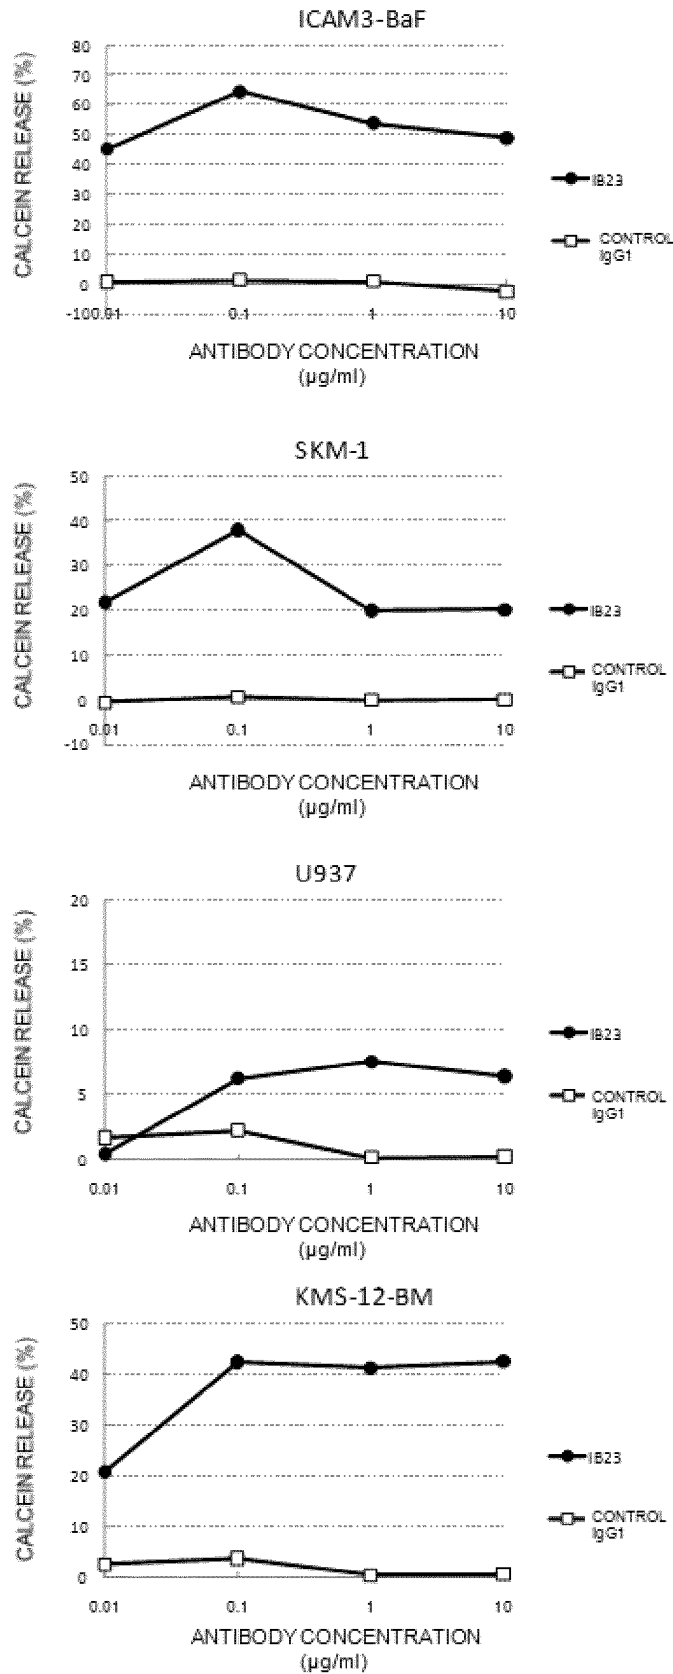 ICAM3-BaF
CALCEIN RELEASE (%)
80
70
60
50
40
30
20
10
0
-10
0.01
0.1
1
10
ANTIBODY CONCENTRATION
(µg/ml)
IB23
CONTROL
IgG1
SKM-1
CALCEIN RELEASE (%)
50
40
30
20
10
0
-10
0.01
0.1
1
10
ANTIBODY CONCENTRATION
(µg/ml)
IB23
CONTROL
IgG1
U937
CALCEIN RELEASE (%)
20
15
10
5
0
0.01
0.1
1
10
ANTIBODY CONCENTRATION
(µg/ml)
IB23
CONTROL
IgG1
KMS-12-BM
CALCEIN RELEASE (%)
50
40
30
20
10
0
0.01
0.1
1
10
ANTIBODY CONCENTRATION
(µg/ml)
IB23
CONTROL
IgG1